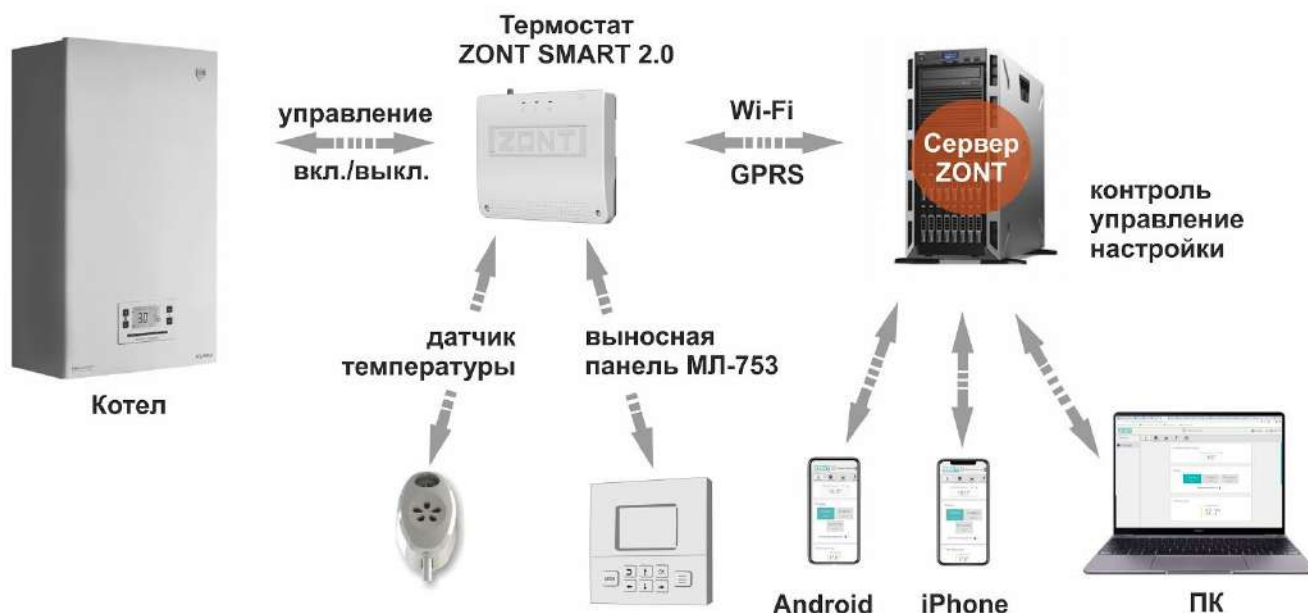 Термостат
ZONT SMART 2.0
управление
вкл./выкл.
ZONT
Wi-Fi
GPRS
Сервер
ZONT
контроль
управление
настройки
датчик
температуры
выносная
панель МЛ-753
Котел
Android
iPhone
ПК